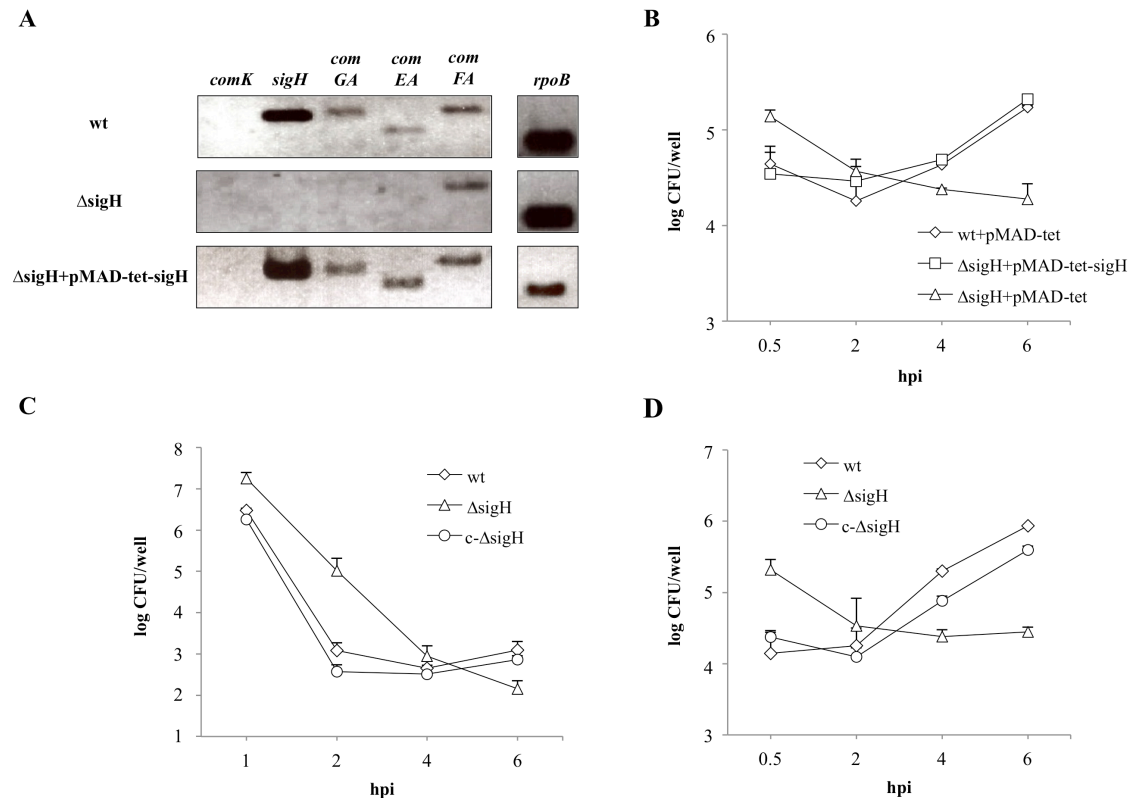 A
comK sigH com GA com EA com FA rpoB
wt
ΔsigH
ΔsigH+pMAD-tet-sigH
B
6
5
4
3
log CFU/well
0.5 2 4 6
hpi
wt+pMAD-tet
ΔsigH+pMAD-tet-sigH
ΔsigH+pMAD-tet
C
8
7
6
5
4
3
2
1
log CFU/well
1 2 4 6
hpi
wt
ΔsigH
c-ΔsigH
D
7
6
5
4
3
log CFU/well
0.5 2 4 6
hpi
wt
ΔsigH
c-ΔsigH